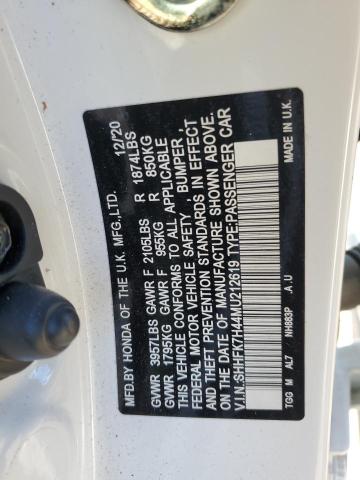 MFD.BY HONDA OF THE U.K. MFG.,LTD. 12/'20
GVWR 3957LBS GAWR F 2105LBS R 1874LBS
GVWR 1795KG GAWR F 955KG R 850KG
THIS VEHICLE CONFORMS TO ALL APPLICABLE
FEDERAL MOTOR VEHICLE SAFETY , BUMPER ,
AND THEFT PREVENTION STANDARDS IN EFFECT
ON THE DATE OF MANUFACTURE SHOWN ABOVE.
V.I.N.:SHHFK7H44MU212619 TYPE:PASSENGER CAR
TGG M AL7 NH883P A U MADE IN U.K.